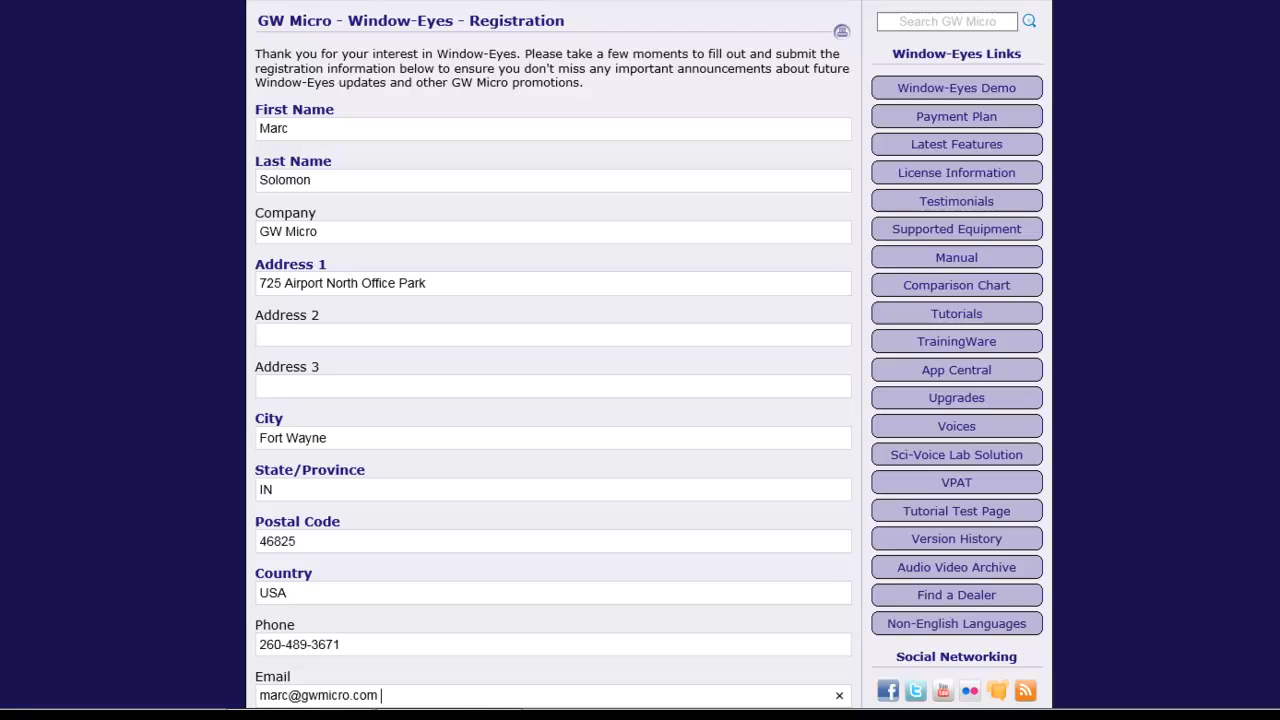 GW Micro - Window-Eyes - Registration
Thank you for your interest in Window-Eyes. Please take a few moments to fill out and submit the
registration information below to ensure you don't miss any important announcements about future
Window-Eyes updates and other GW Micro promotions.
First Name
Marc
Last Name
Solomon
Company
GW Micro
Address 1
725 Airport North Office Park
Address 2
Address 3
City
Fort Wayne
State/Province
IN
Postal Code
46825
Country
USA
Phone
260-489-3671
Email
marc@gwmicro.com
Search GW Micro
Window-Eyes Links
Window-Eyes Demo
Payment Plan
Latest Features
License Information
Testimonials
Supported Equipment
Manual
Comparison Chart
Tutorials
TrainingWare
App Central
Upgrades
Voices
Sci-Voice Lab Solution
VPAT
Tutorial Test Page
Version History
Audio Video Archive
Find a Dealer
Non-English Languages
Social Networking